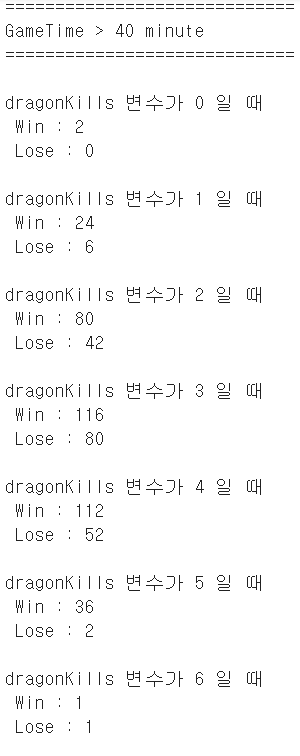 =============================
GameTime > 40 minute
=============================
dragonKills 변수가 0 일 때
Win : 2
Lose : 0
dragonKills 변수가 1 일 때
Win : 24
Lose : 6
dragonKills 변수가 2 일 때
Win : 80
Lose : 42
dragonKills 변수가 3 일 때
Win : 116
Lose : 80
dragonKills 변수가 4 일 때
Win : 112
Lose : 52
dragonKills 변수가 5 일 때
Win : 36
Lose : 2
dragonKills 변수가 6 일 때
Win : 1
Lose : 1